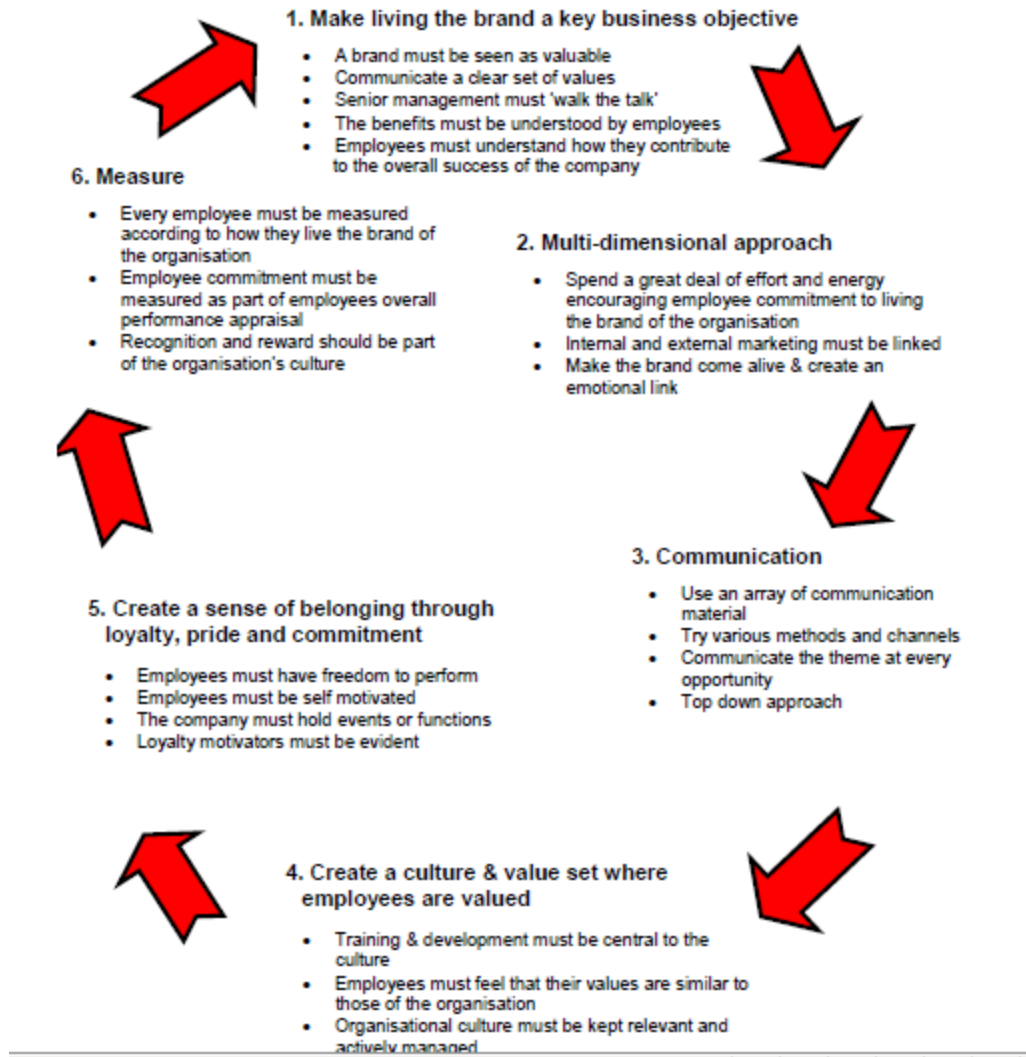 1. Make living the brand a key business objective
• A brand must be seen as valuable
• Communicate a clear set of values
• Senior management must 'walk the talk'
• The benefits must be understood by employees
• Employees must understand how they contribute
to the overall success of the company
2. Multi-dimensional approach
• Spend a great deal of effort and energy
encouraging employee commitment to living
the brand of the organisation
• Internal and external marketing must be linked
• Make the brand come alive & create an
emotional link
3. Communication
• Use an array of communication
material
• Try various methods and channels
• Communicate the theme at every
opportunity
• Top down approach
4. Create a culture & value set where
employees are valued
• Training & development must be central to the
culture
• Employees must feel that their values are similar to
those of the organisation
• Organisational culture must be kept relevant and
actively managed
5. Create a sense of belonging through
loyalty, pride and commitment
• Employees must have freedom to perform
• Employees must be self motivated
• The company must hold events or functions
• Loyalty motivators must be evident
6. Measure
• Every employee must be measured
according to how they live the brand of
the organisation
• Employee commitment must be
measured as part of employees overall
performance appraisal
• Recognition and reward should be part
of the organisation's culture